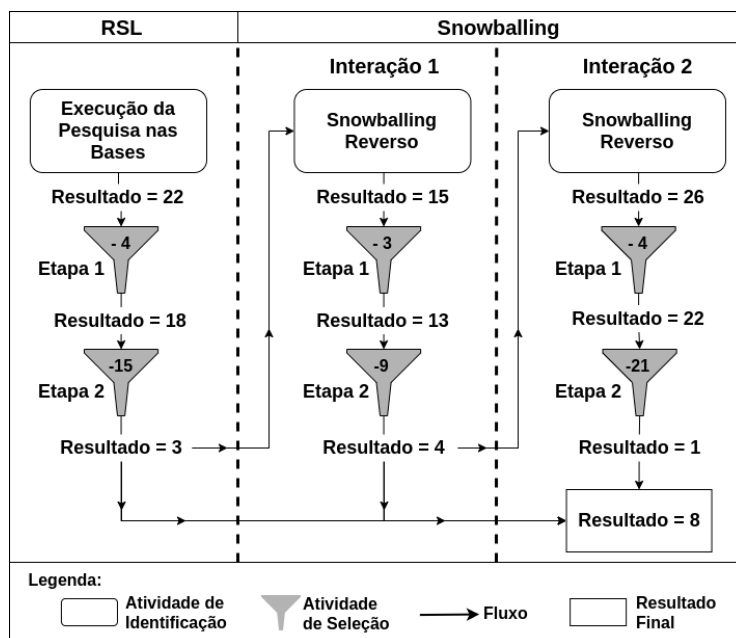 RSL
Snowballing
Interação 1
Interação 2
Execução da
Pesquisa nas
Bases
Snowballing
Reverso
Snowballing
Reverso
Resultado = 22
Resultado = 15
Resultado = 26
- 4
- 3
- 4
Etapa 1
Etapa 1
Etapa 1
Resultado = 18
Resultado = 13
Resultado = 22
-15
-9
-21
Etapa 2
Etapa 2
Etapa 2
Resultado = 3
Resultado = 4
Resultado = 1
Resultado = 8
Legenda:
Atividade de
Identificação
Atividade
de Seleção
Fluxo
Resultado
Final